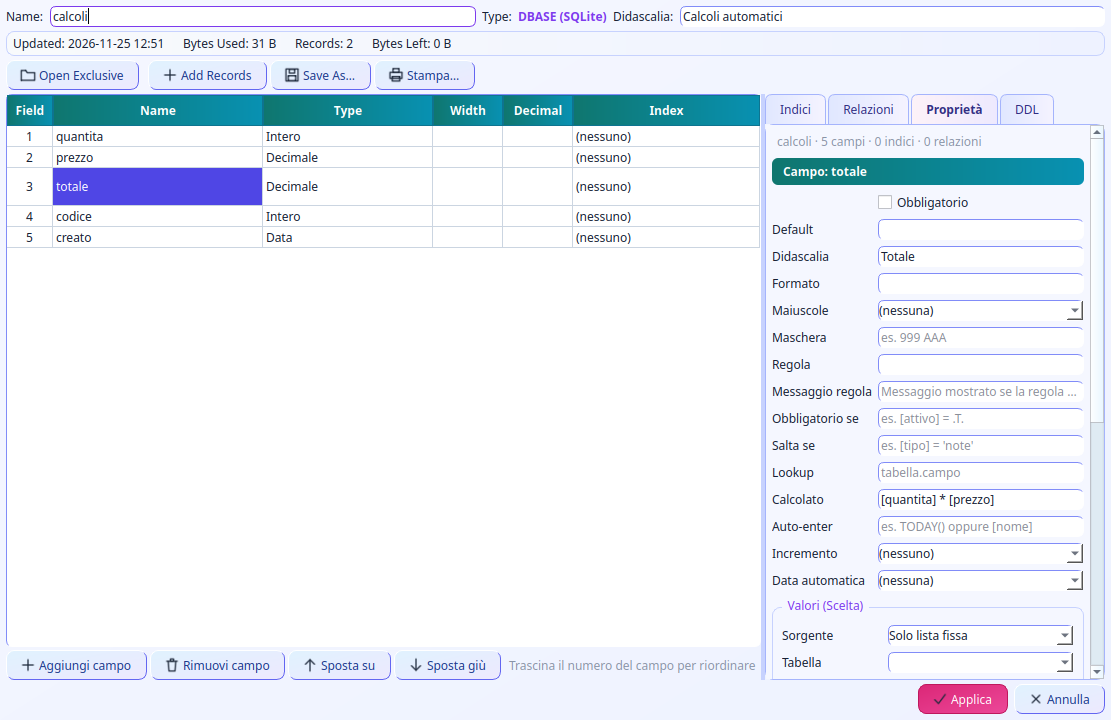 Name: calcoli Type: DBASE (SQLite) Didascalia: Calcoli automatici
Updated: 2026-11-25 12:51 Bytes Used: 31 B Records: 2 Bytes Left: 0 B
Open Exclusive Add Records Save As... Stampa...
Field Name Type Width Decimal Index
1 quantita Intero (nessuno)
2 prezzo Decimale (nessuno)
3 totale Decimale (nessuno)
4 codice Intero (nessuno)
5 creato Data (nessuno)
Aggiungi campo Rimuovi campo Sposta su Sposta giù Trascina il numero del campo per riordinare
Indici Relazioni Proprietà DDL
calcoli · 5 campi · 0 indici · 0 relazioni
Campo: totale
Obbligatorio
Default
Didascalia Totale
Formato
Maiuscole (nessuna)
Maschera es. 999 AAA
Regola
Messaggio regola Messaggio mostrato se la regola ...
Obbligatorio se es. [attivo] = .T.
Salta se es. [tipo] = 'note'
Lookup tabella.campo
Calcolato [quantita] * [prezzo]
Auto-enter es. TODAY() oppure [nome]
Incremento (nessuno)
Data automatica (nessuna)
Valori (Scelta)
Sorgente Solo lista fissa
Tabella
Applica Annulla